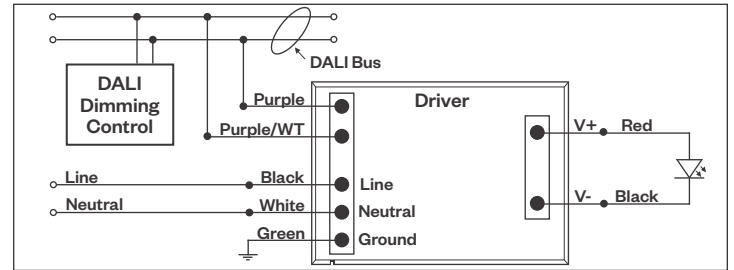 DALI Bus
DALI
Dimming
Control
Driver
Purple
Purple/WT
V+ Red
Line Black Line
V- Black
Neutral White Neutral
Green Ground